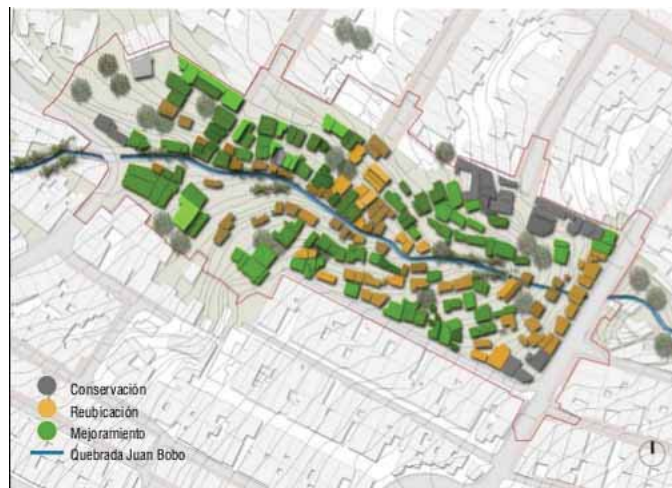 Conservación
Reubicación
Mejoramiento
Quebrada Juan Bobo